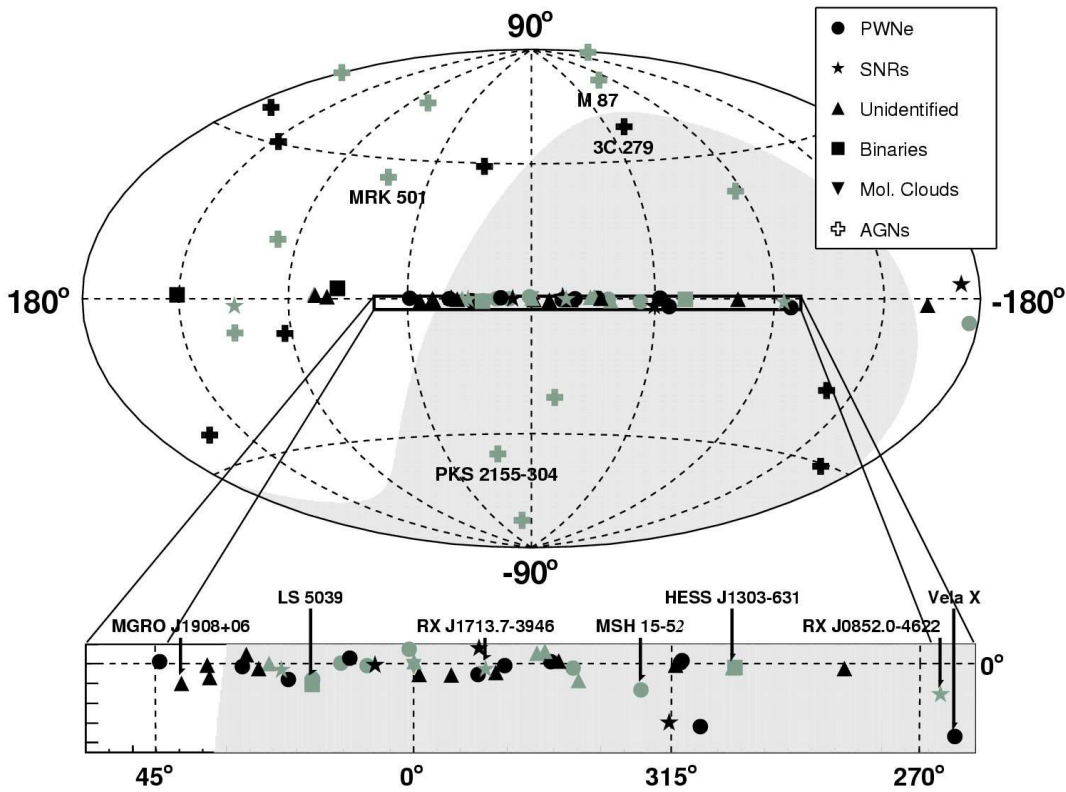 90°
PWNe
SNRs
Unidentified
Binaries
Mol. Clouds
AGNs
M 87
3C 279
MRK 501
180°
-180°
PKS 2155-304
-90°
LS 5039
HESS J1303-631
Vela X
MGRO J1908+06
RX J1713.7-3946
MSH 15-52
RX J0852.0-4622
0°
45°
0°
315°
270°